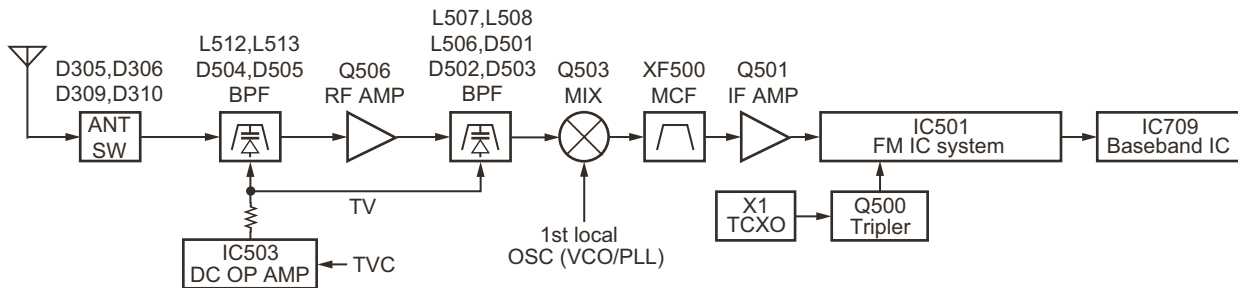 D305,D306
D309,D310
ANT
SW
L512,L513
D504,D505
BPF
Q506
RF AMP
L507,L508
L506,D501
D502,D503
BPF
Q503
MIX
XF500
MCF
Q501
IF AMP
IC501
FM IC system
IC709
Baseband IC
TV
IC503
DC OP AMP
TVC
1st local
OSC (VCO/PLL)
X1
TCXO
Q500
Tripler